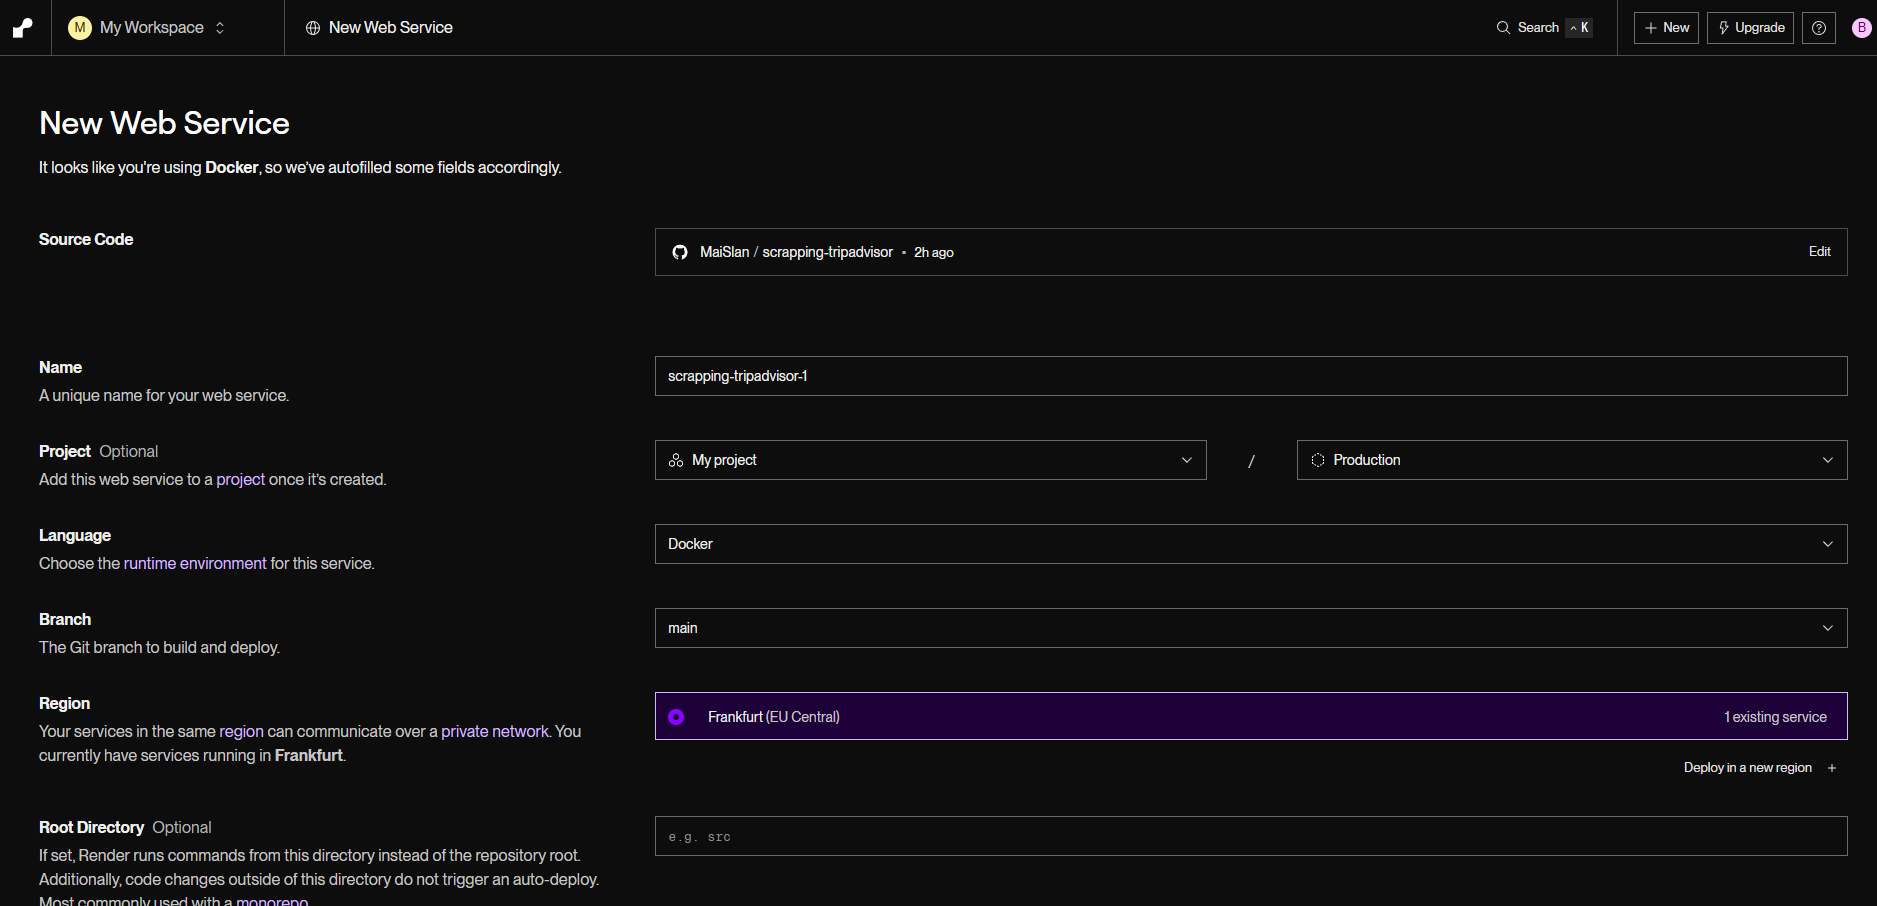 M My Workspace
New Web Service
Search ^ K
+ New
Upgrade
B
New Web Service
It looks like you're using Docker, so we've autofilled some fields accordingly.
Source Code
MaiSlan / scrapping-tripadvisor • 2h ago
Edit
Name
A unique name for your web service.
scrapping-tripadvisor-1
Project Optional
Add this web service to a project once it's created.
My project
/
Production
Language
Choose the runtime environment for this service.
Docker
Branch
The Git branch to build and deploy.
main
Region
Your services in the same region can communicate over a private network. You
currently have services running in Frankfurt.
Frankfurt (EU Central)
1 existing service
Deploy in a new region +
Root Directory Optional
If set, Render runs commands from this directory instead of the repository root.
Additionally, code changes outside of this directory do not trigger an auto-deploy.
Most commonly used with a monorepo.
e.g. src